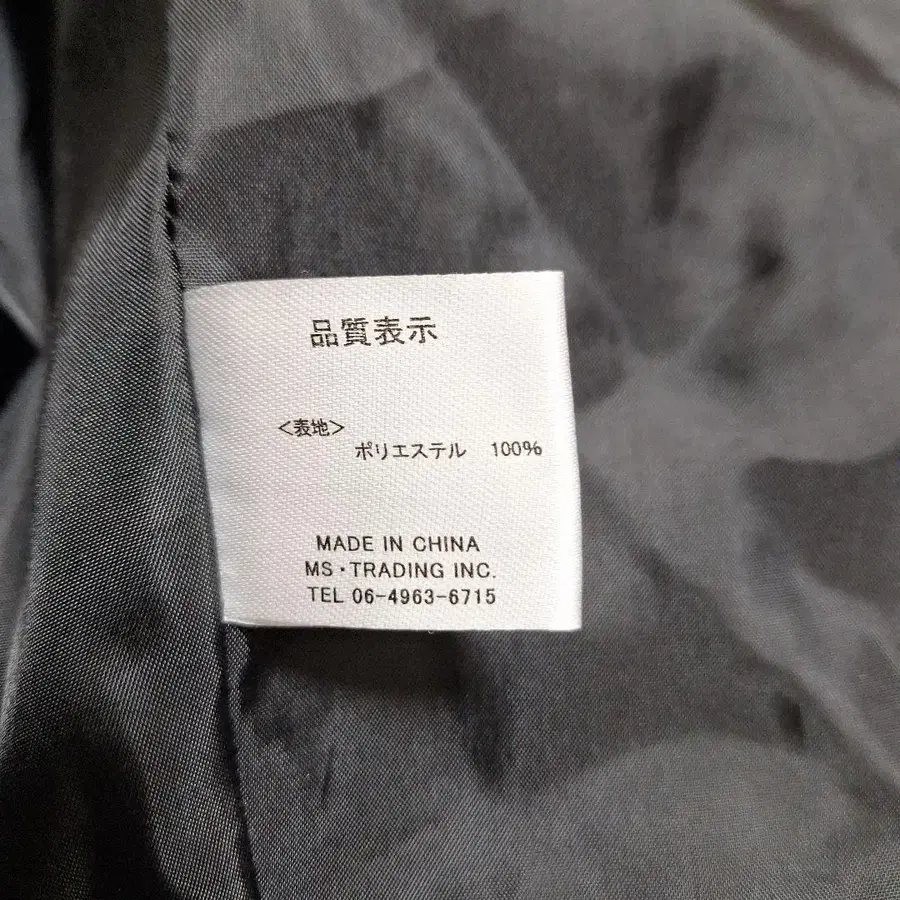 品質表示
<表地>
ポリエステル 100%
MADE IN CHINA
MS・TRADING INC.
TEL 06-4963-6715